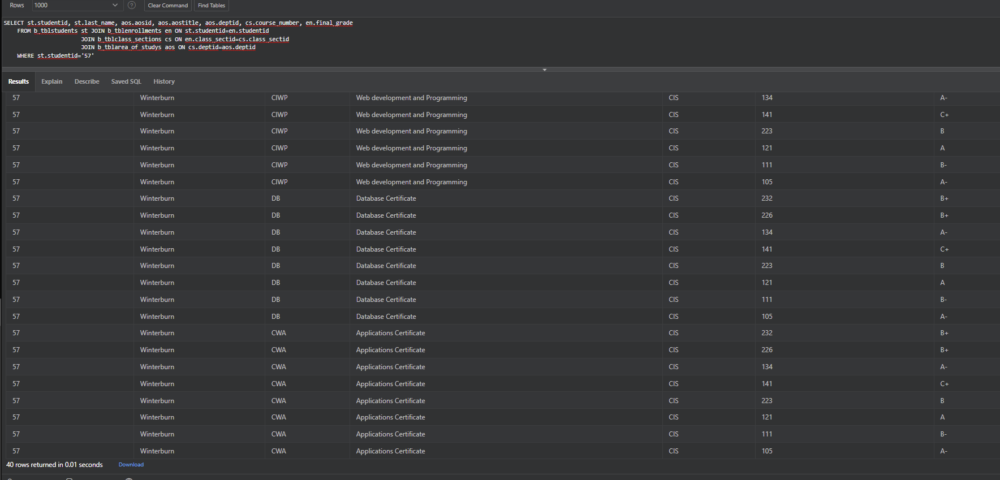 Rows 1000 ? Clear Command Find Tables
SELECT st.studentid, st.last_name, aos.aosid, aos.aostitle, aos.deptid, cs.course_number, en.final_grade
FROM b_tblstudents st JOIN b_tblenrollments en ON st.studentid=en.studentid
JOIN b_tblclass_sections cs ON en.class_sectid=cs.class_sectid
JOIN b_tblarea_of_studys aos ON cs.deptid=aos.deptid
WHERE st.studentid='57'
Results Explain Describe Saved SQL History
57 Winterburn CIWP Web development and Programming CIS 134 A-
57 Winterburn CIWP Web development and Programming CIS 141 C+
57 Winterburn CIWP Web development and Programming CIS 223 B
57 Winterburn CIWP Web development and Programming CIS 121 A
57 Winterburn CIWP Web development and Programming CIS 111 B-
57 Winterburn CIWP Web development and Programming CIS 105 A-
57 Winterburn DB Database Certificate CIS 232 B+
57 Winterburn DB Database Certificate CIS 226 B+
57 Winterburn DB Database Certificate CIS 134 A-
57 Winterburn DB Database Certificate CIS 141 C+
57 Winterburn DB Database Certificate CIS 223 B
57 Winterburn DB Database Certificate CIS 121 A
57 Winterburn DB Database Certificate CIS 111 B-
57 Winterburn DB Database Certificate CIS 105 A-
57 Winterburn CWA Applications Certificate CIS 232 B+
57 Winterburn CWA Applications Certificate CIS 226 B+
57 Winterburn CWA Applications Certificate CIS 134 A-
57 Winterburn CWA Applications Certificate CIS 141 C+
57 Winterburn CWA Applications Certificate CIS 223 B
57 Winterburn CWA Applications Certificate CIS 121 A
57 Winterburn CWA Applications Certificate CIS 111 B-
57 Winterburn CWA Applications Certificate CIS 105 A-
40 rows returned in 0.01 seconds Download